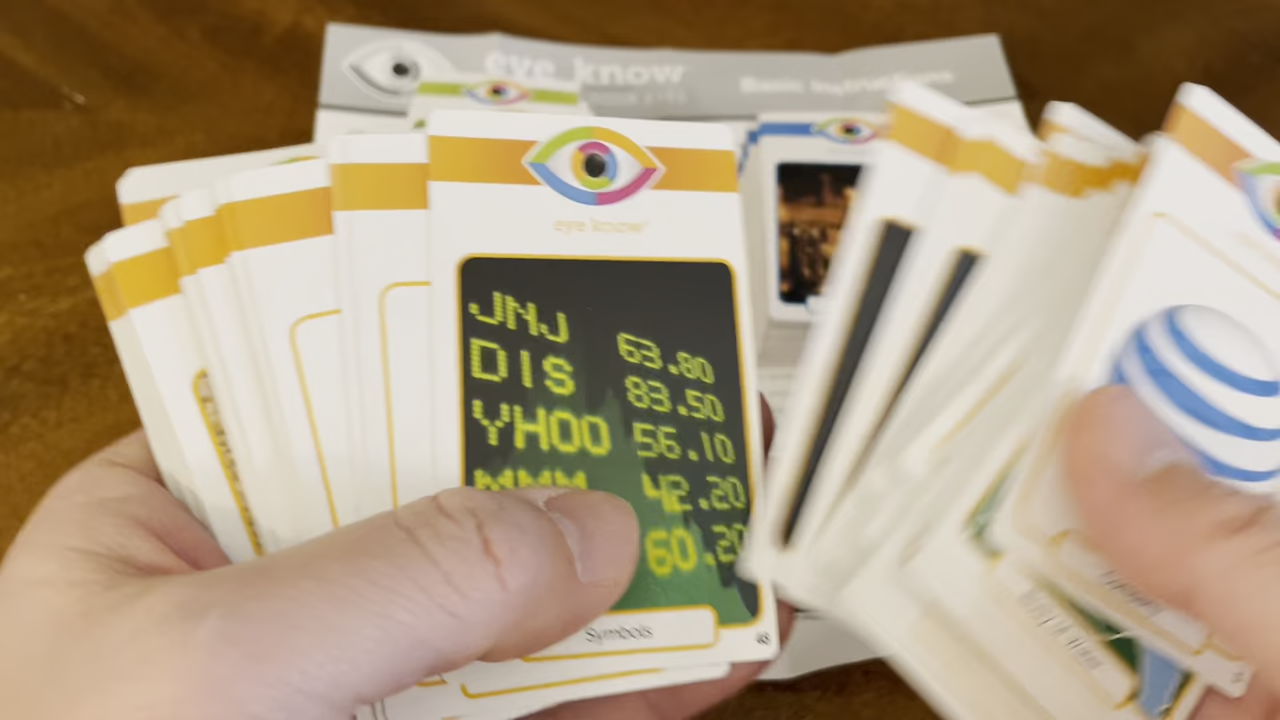 eye know
Basic Instructions
eye know
JNJ 63.80
DIS 83.50
YHOO 56.10
MMM 42.20
60.20
Symbols